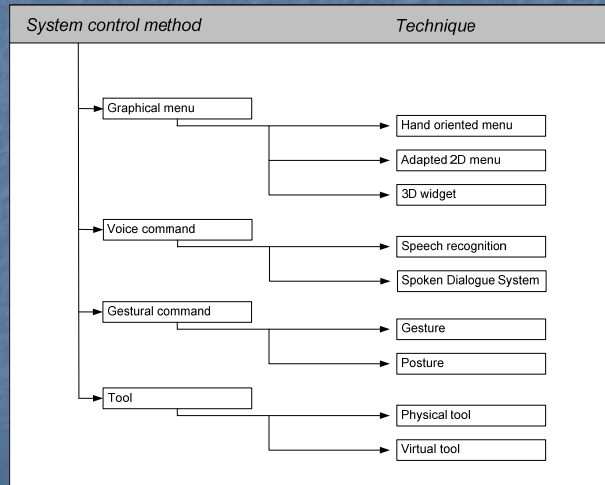 System control method Technique
Graphical menu
Hand oriented menu
Adapted 2D menu
3D widget
Voice command
Speech recognition
Spoken Dialogue System
Gestural command
Gesture
Posture
Tool
Physical tool
Virtual tool